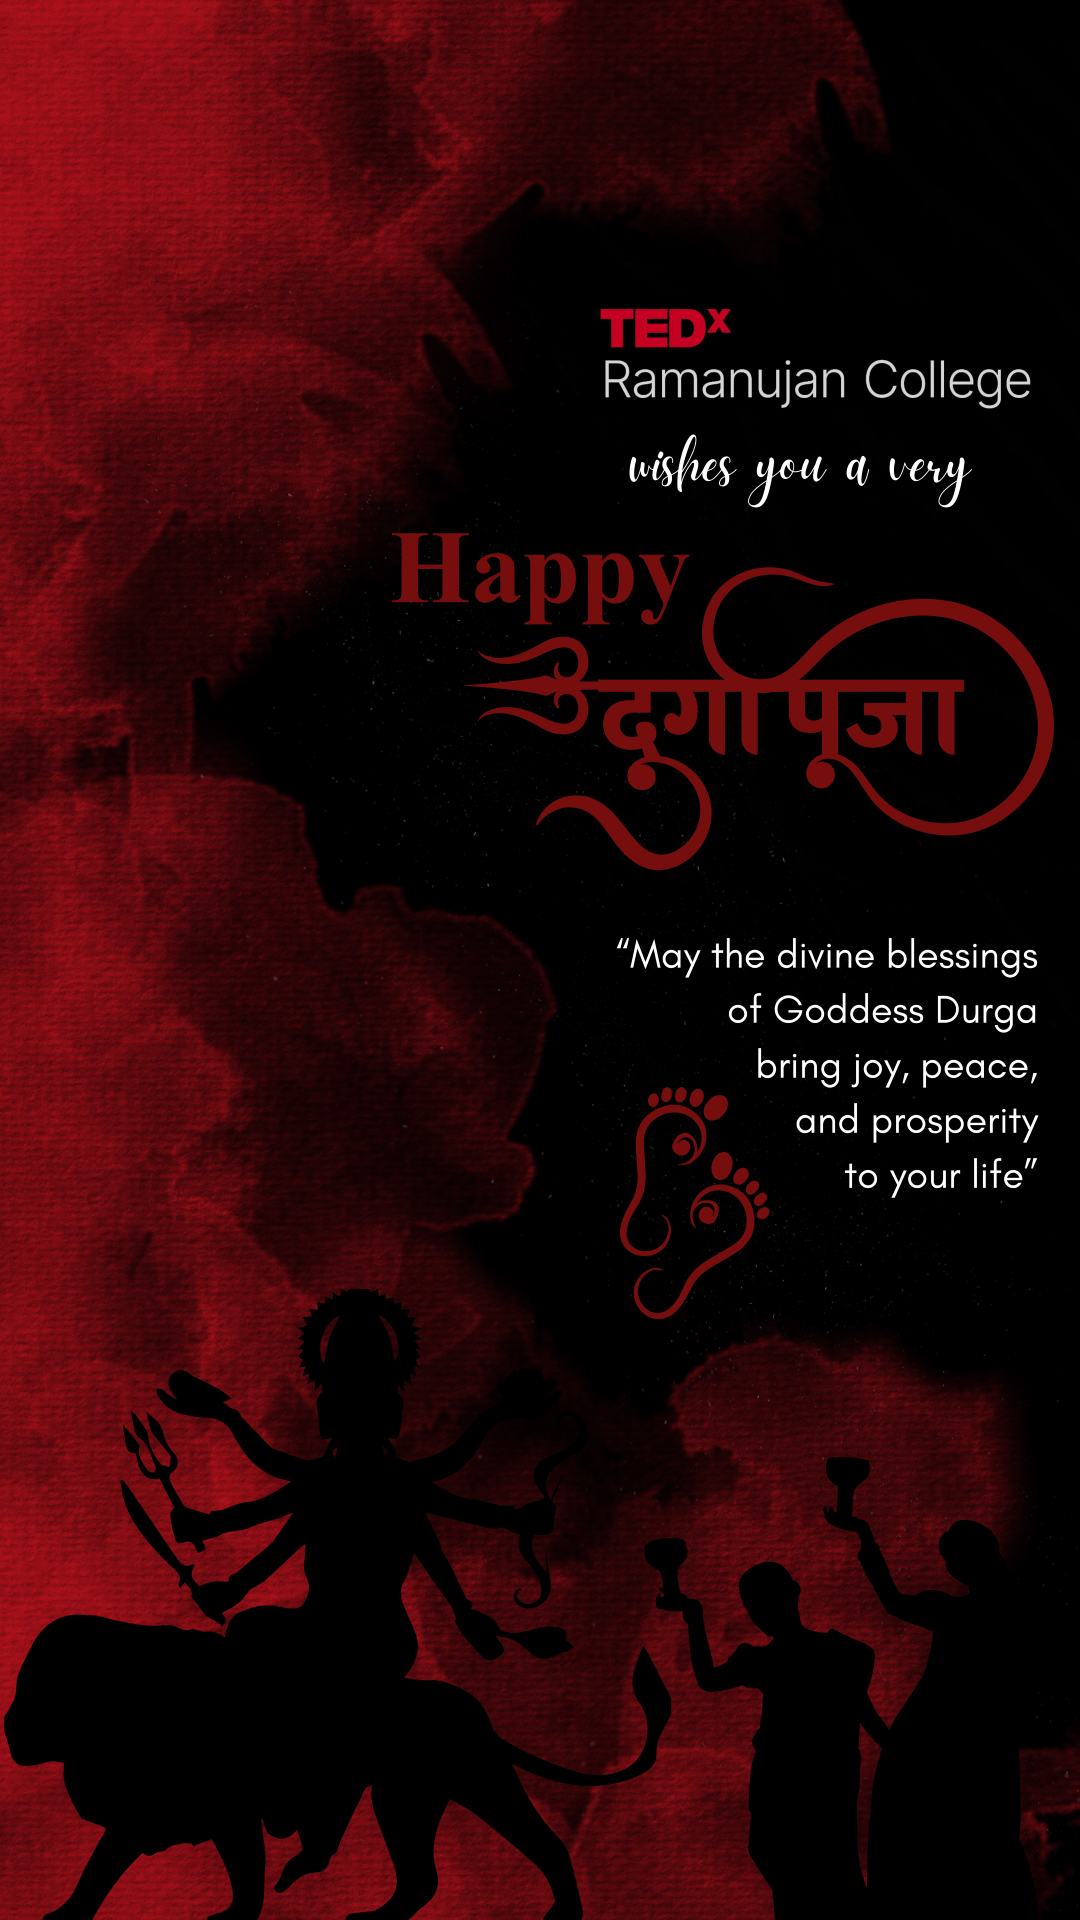 TEDx
Ramanujan College
wishes you a very
Happy
दुर्गा पूजा
“May the divine blessings
of Goddess Durga
bring joy, peace,
and prosperity
to your life”